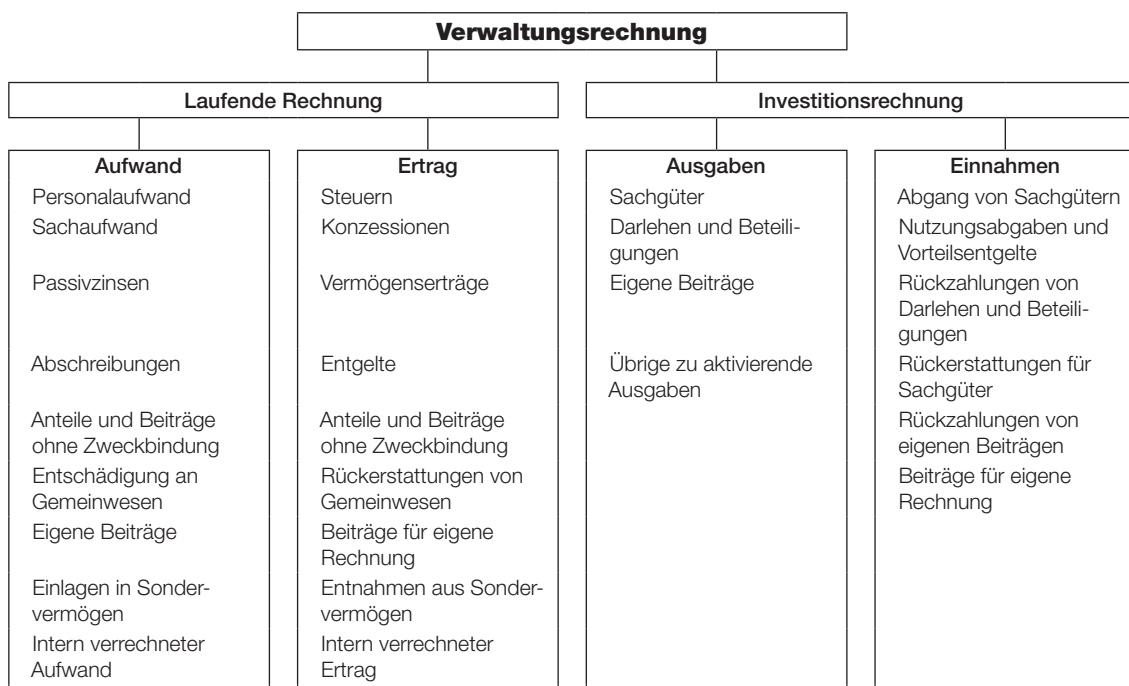 Verwaltungsrechnung
Laufende Rechnung
Investitionsrechnung
Aufwand
Personalaufwand
Sachaufwand
Passivzinsen
Abschreibungen
Anteile und Beiträge
ohne Zweckbindung
Entschädigung an
Gemeinwesen
Eigene Beiträge
Einlagen in Sonder-
vermögen
Intern verrechneter
Aufwand
Ertrag
Steuern
Konzessionen
Vermögenserträge
Entgelte
Anteile und Beiträge
ohne Zweckbindung
Rückerstattungen von
Gemeinwesen
Beiträge für eigene
Rechnung
Entnahmen aus Sonder-
vermögen
Intern verrechneter
Ertrag
Ausgaben
Sachgüter
Darlehen und Beteili-
gungen
Eigene Beiträge
Übrige zu aktivierende
Ausgaben
Einnahmen
Abgang von Sachgütern
Nutzungsabgaben und
Vorteilsentgelte
Rückzahlungen von
Darlehen und Beteili-
gungen
Rückerstattungen für
Sachgüter
Rückzahlungen von
eigenen Beiträgen
Beiträge für eigene
Rechnung